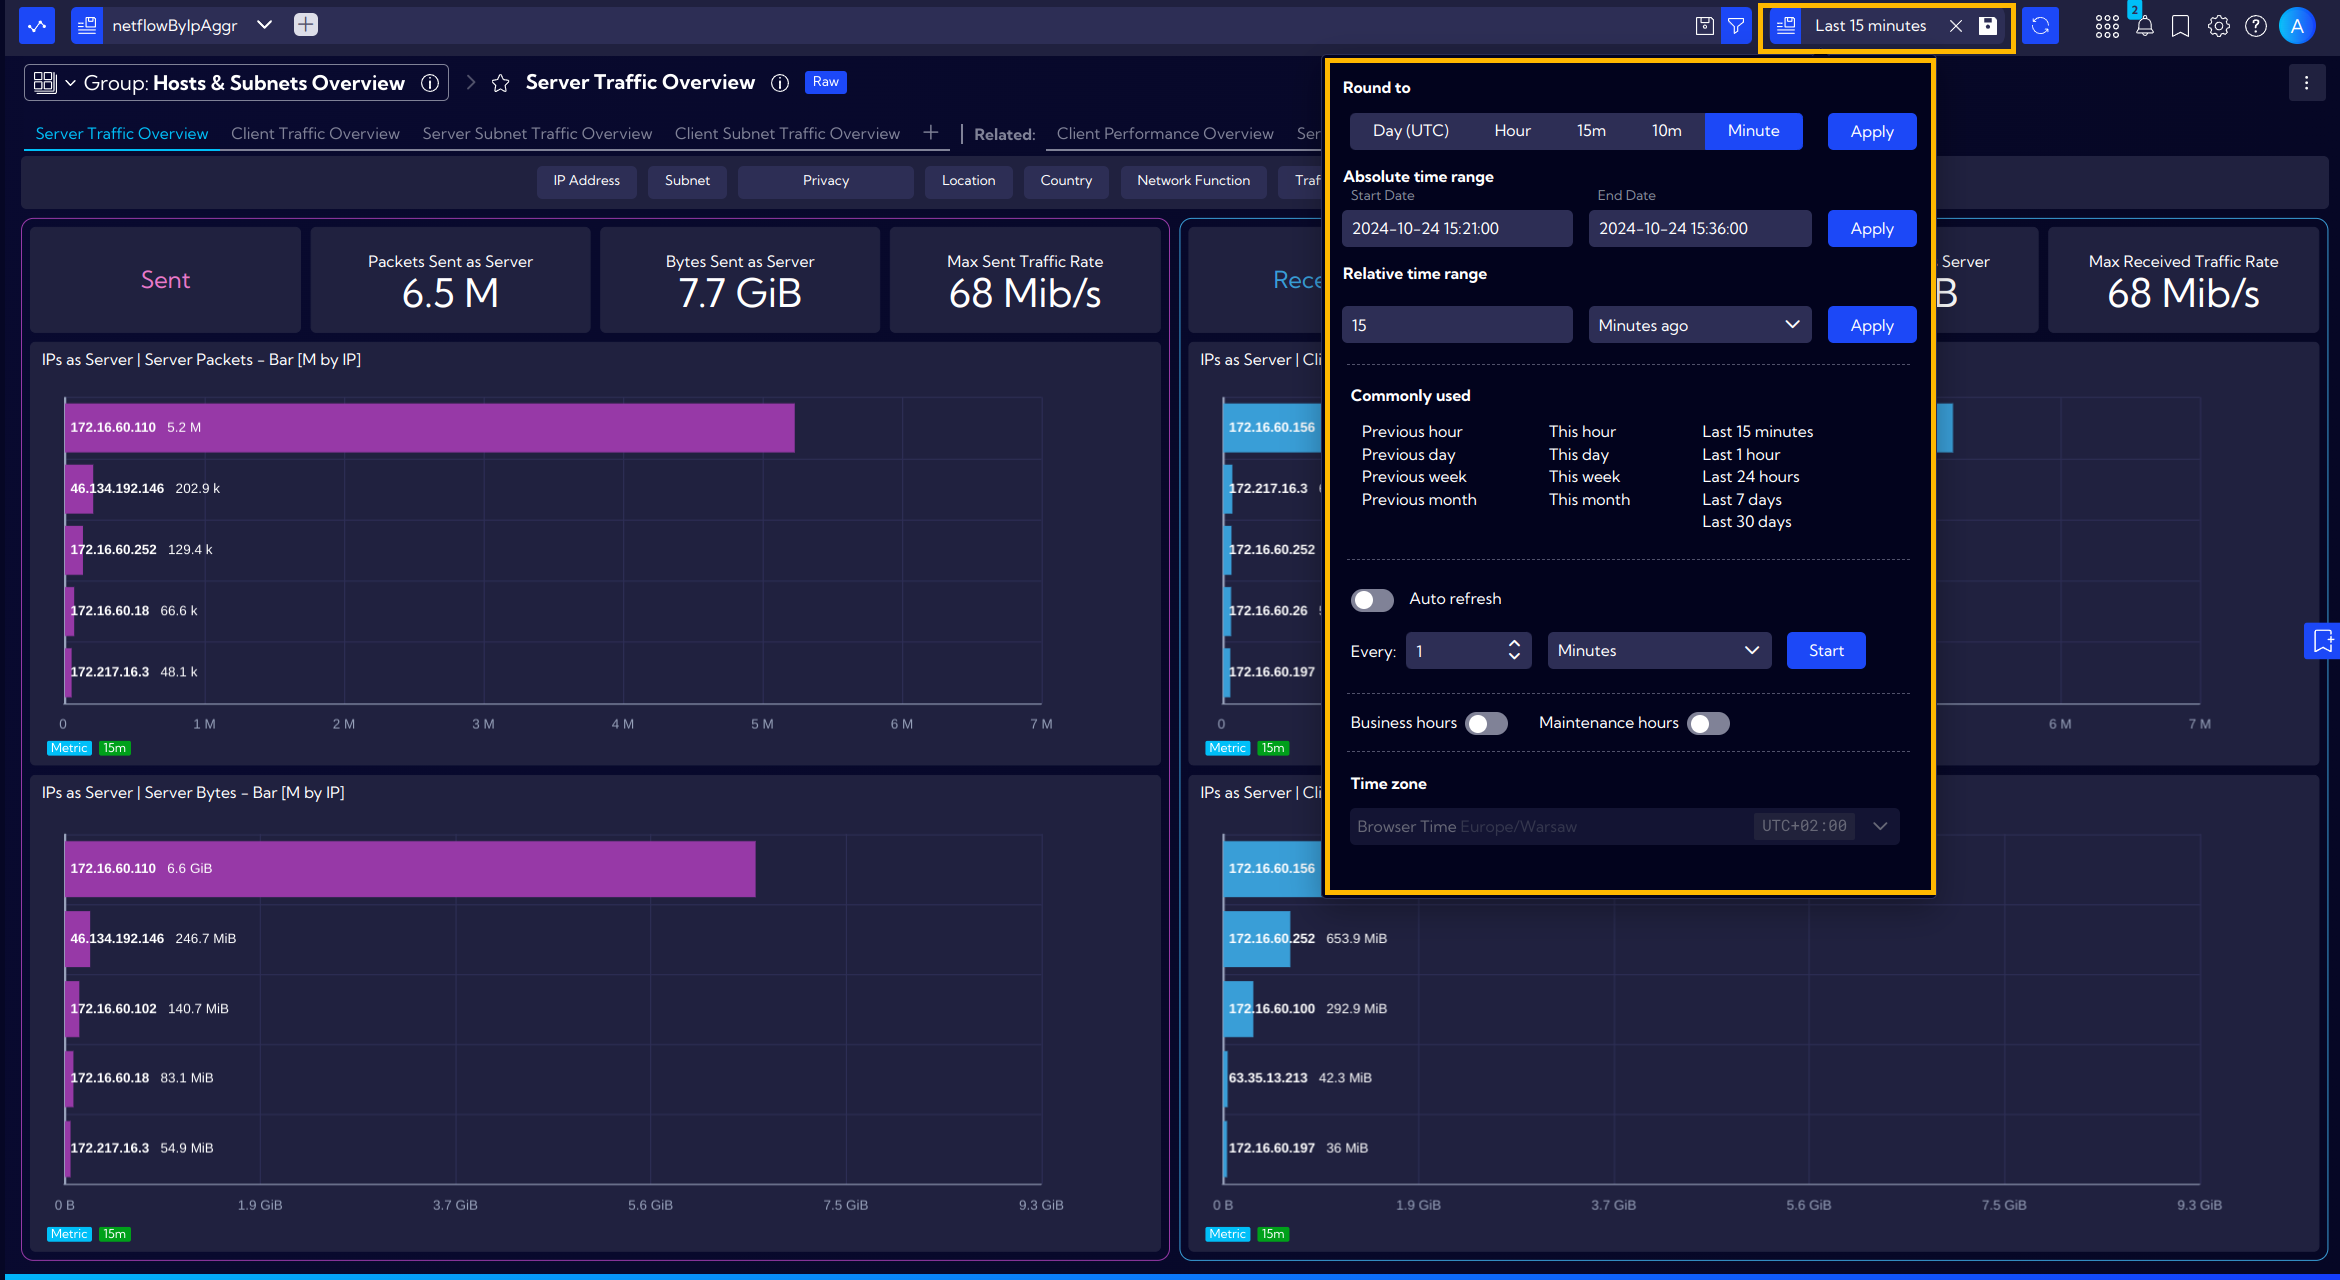 netflowByIpAggr
Last 15 minutes
2
A
Group: Hosts & Subnets Overview
Server Traffic Overview
Raw
Server Traffic Overview
Client Traffic Overview
Server Subnet Traffic Overview
Client Subnet Traffic Overview
Related:
Client Performance Overview
IP Address
Subnet
Privacy
Location
Country
Network Function
Round to
Day (UTC)
Hour
15m
10m
Minute
Apply
Absolute time range
Start Date
End Date
2024-10-24 15:21:00
2024-10-24 15:36:00
Apply
Relative time range
15
Minutes ago
Apply
Commonly used
Previous hour
This hour
Last 15 minutes
Previous day
This day
Last 1 hour
Previous week
This week
Last 24 hours
Previous month
This month
Last 7 days
Last 30 days
Auto refresh
Every:
1
Minutes
Start
Business hours
Maintenance hours
Time zone
Browser Time Europe/Warsaw
UTC+02:00
Sent
Packets Sent as Server
6.5 M
Bytes Sent as Server
7.7 GiB
Max Sent Traffic Rate
68 Mib/s
Server
B
Max Received Traffic Rate
68 Mib/s
IPs as Server | Server Packets - Bar [M by IP]
172.16.60.110 5.2 M
46.134.192.146 202.9 k
172.16.60.252 129.4 k
172.16.60.18 66.6 k
172.217.16.3 48.1 k
0
1 M
2 M
3 M
4 M
5 M
6 M
7 M
Metric
15m
IPs as Server |
172.16.60.156
172.217.16.3
172.16.60.252
172.16.60.26
172.16.60.197
0
6 M
7 M
Metric
15m
IPs as Server | Server Bytes - Bar [M by IP]
172.16.60.110 6.6 GiB
46.134.192.146 246.7 MiB
172.16.60.102 140.7 MiB
172.16.60.18 83.1 MiB
172.217.16.3 54.9 MiB
0 B
1.9 GiB
3.7 GiB
5.6 GiB
7.5 GiB
9.3 GiB
Metric
15m
IPs as Server |
172.16.60.156
172.16.60.252 653.9 MiB
172.16.60.100 292.9 MiB
63.35.13.213 42.3 MiB
172.16.60.197 36 MiB
0 B
1.9 GiB
3.7 GiB
5.6 GiB
7.5 GiB
9.3 GiB
Metric
15m